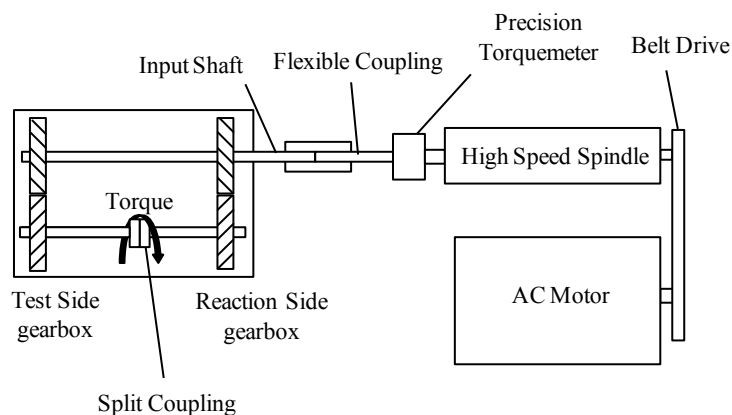 Precision
Torquemeter
Belt Drive
Input Shaft
Flexible Coupling
High Speed Spindle
Torque
AC Motor
Test Side
gearbox
Reaction Side
gearbox
Split Coupling